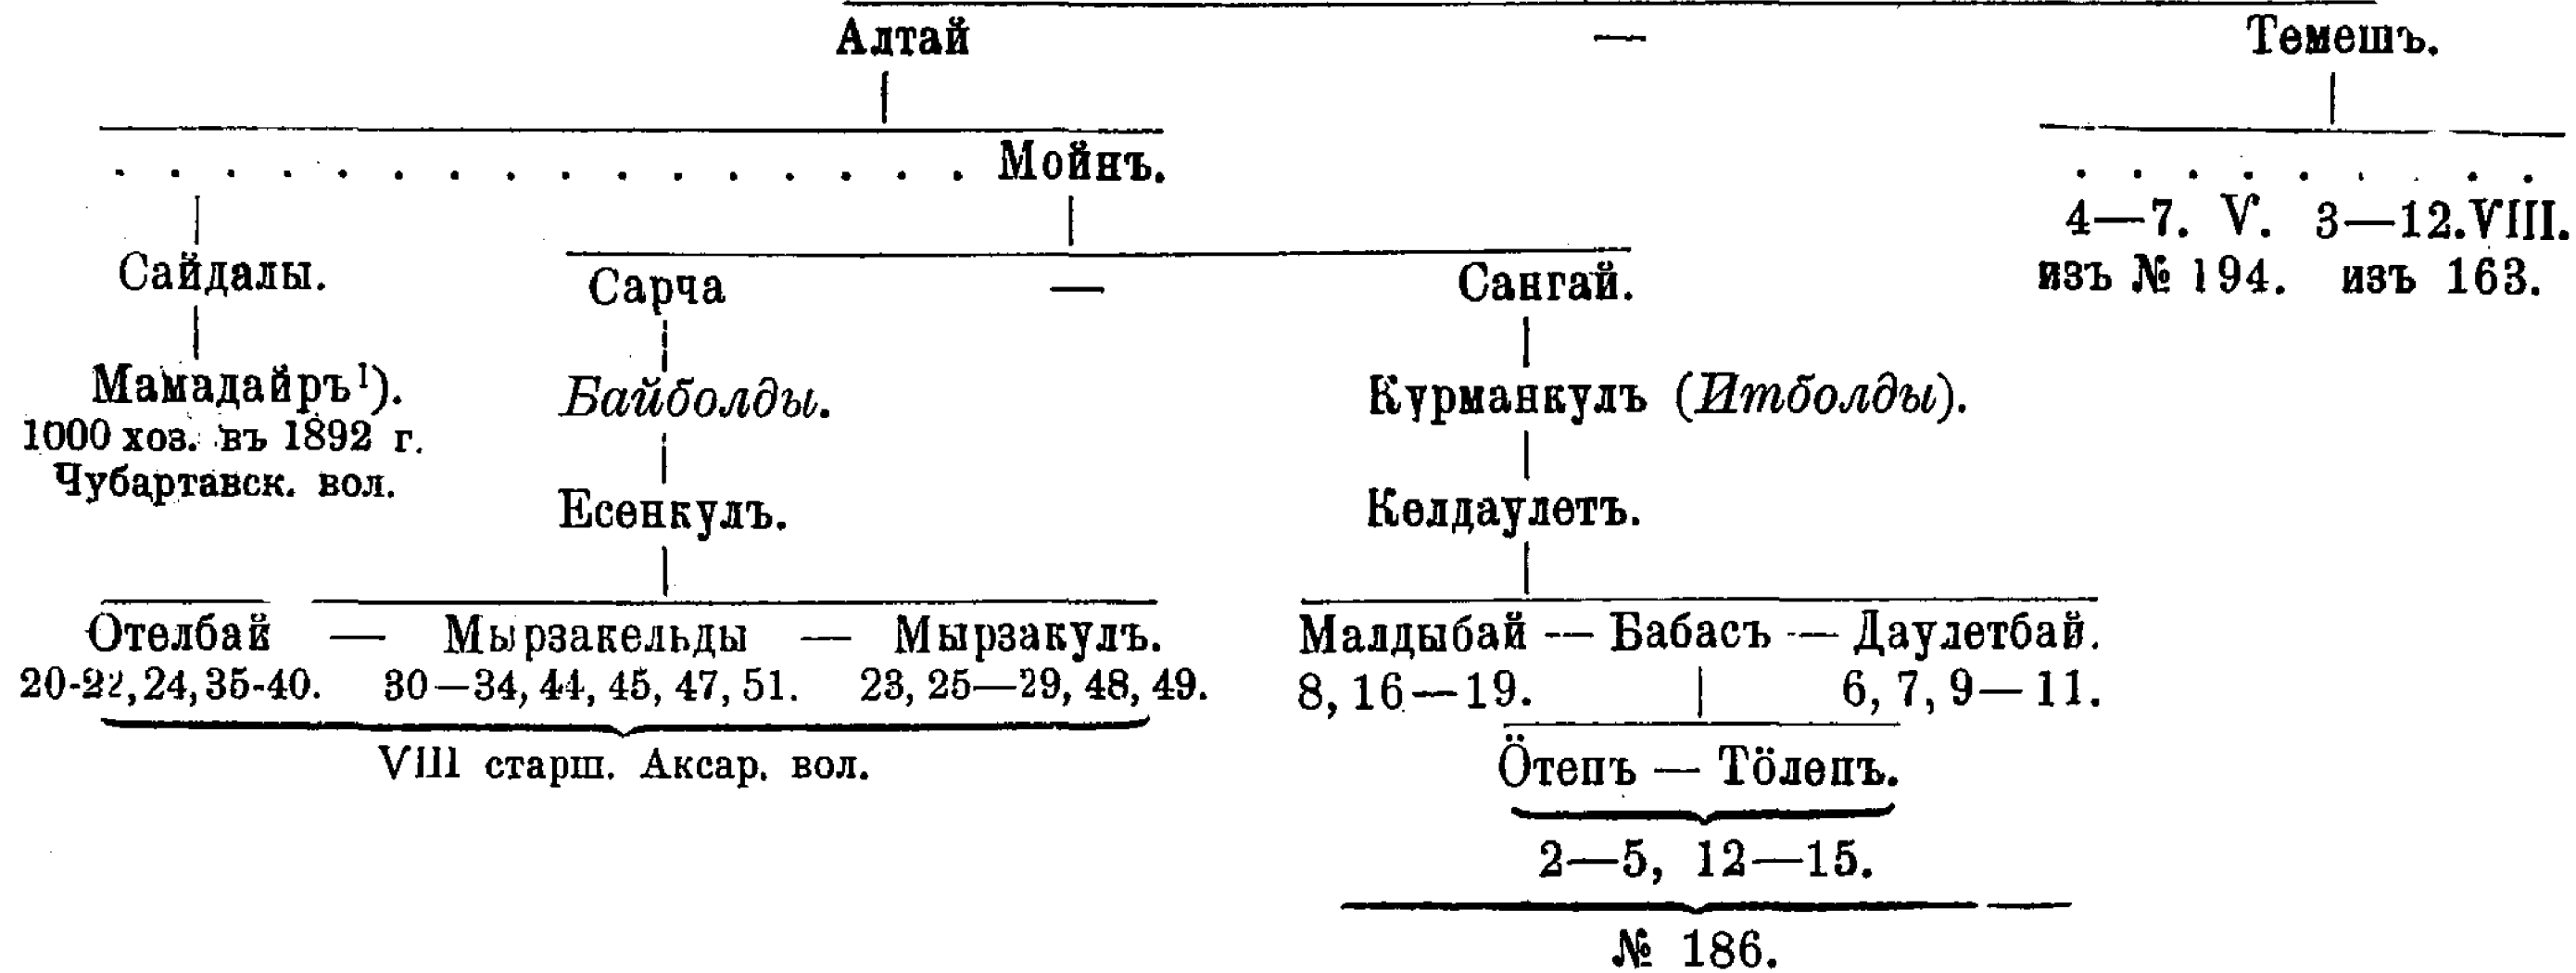 Алтай — Темешъ.
. . . . . . . . . . . . . . . . Мойнъ. . . . . . . . . .
4—7. V. 3—12. VIII.
Сайдалы. Сарча — Сангай. изъ № 194. изъ 163.
Мамадайръ¹). Байболды. Курманкулъ (Итболды).
1000 хоз. въ 1892 г.
Чубартавск. вол.
Есенкулъ. Келдаулетъ.
Отелбай — Мырзакельды — Мырзакулъ. Малдыбай — Бабасъ — Даулетбай.
20-22, 24, 35-40. 30—34, 44, 45, 47, 51. 23, 25—29, 48, 49. 8, 16—19. 6, 7, 9—11.
VIII старш. Аксар. вол. Öтепъ — Тöлепъ.
2—5, 12—15.
№ 186.